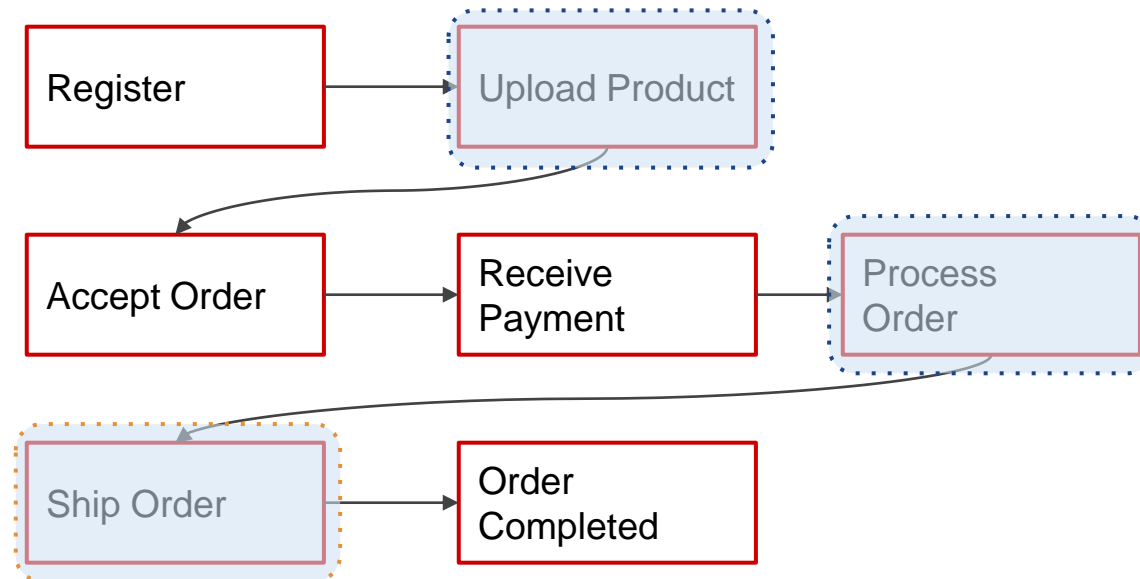 Register
Upload Product
Accept Order
Receive
Payment
Process
Order
Ship Order
Order
Completed